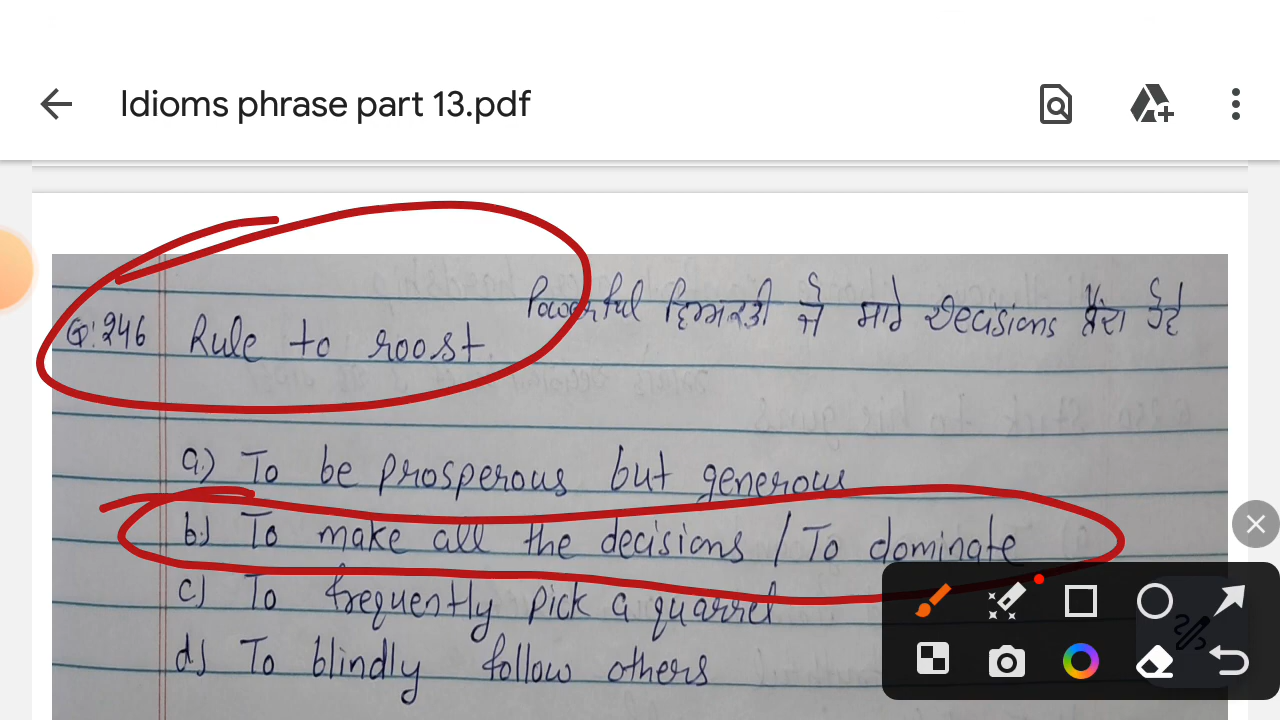 Idioms phrase part 13.pdf
Powerful ਵਿਅਕਤੀ ਜੋ ਸਾਰੇ decisions ਲੈਂਦਾ ਹੋਵੇ
Q:246 Rule to roost
a.) To be prosperous but generous
b.) To make all the decisions / To dominate
c) To frequently pick a quarrel
d) To blindly follow others